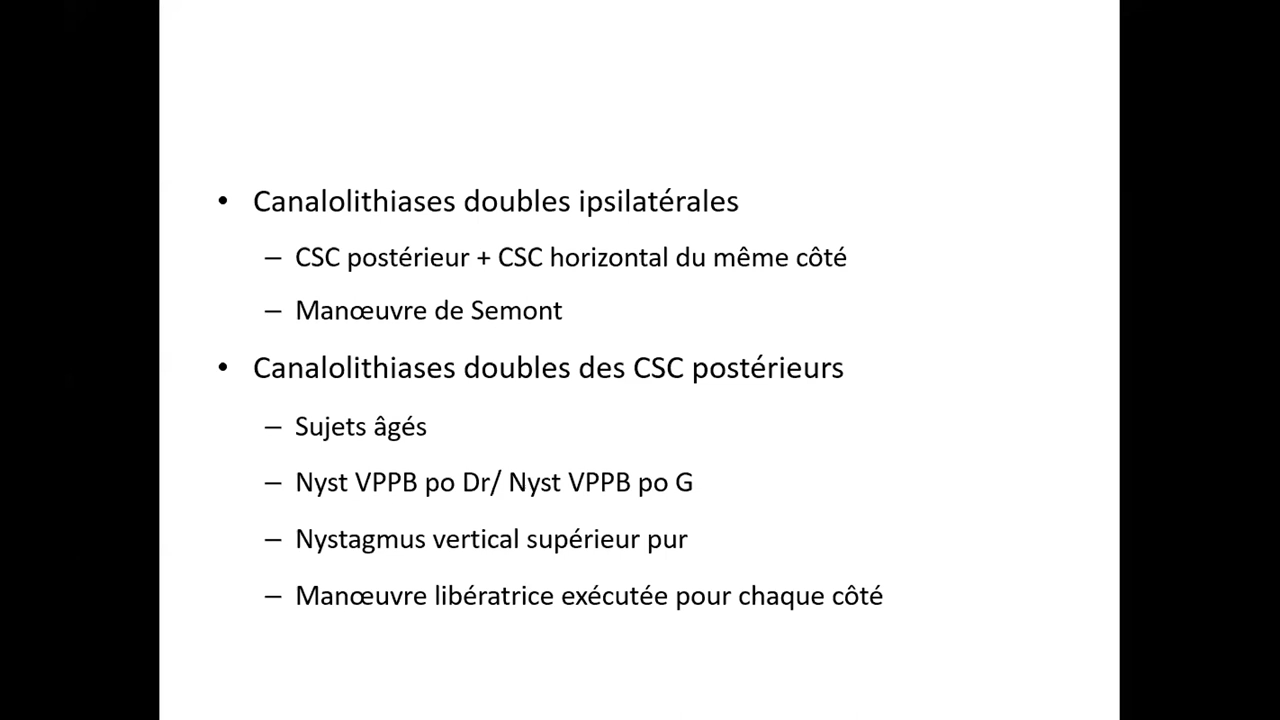 • Canalolithiases doubles ipsilatérales
– CSC postérieur + CSC horizontal du même côté
– Manœuvre de Semont
• Canalolithiases doubles des CSC postérieurs
– Sujets âgés
– Nyst VPPB po Dr/ Nyst VPPB po G
– Nystagmus vertical supérieur pur
– Manœuvre libératrice exécutée pour chaque côté